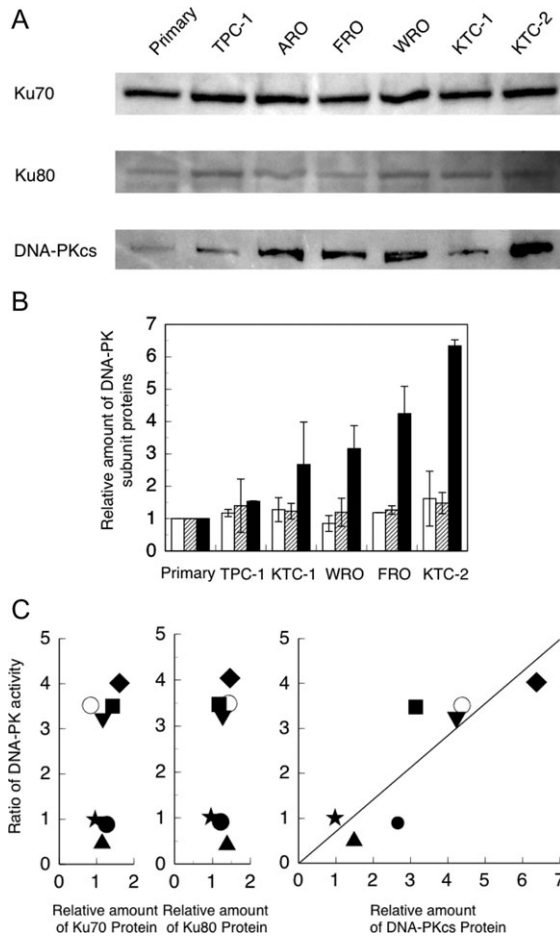 A
Primary TPC-1 ARO FRO WRO KTC-1 KTC-2
Ku70
Ku80
DNA-PKcs
B
Relative amount of DNA-PK
subunit proteins
7
6
5
4
3
2
1
0
Primary TPC-1 KTC-1 WRO FRO KTC-2
C
Ratio of DNA-PK activity
5
4
3
2
1
0
0 1 2
Relative amount
of Ku70 Protein
5
4
3
2
1
0
0 1 2
Relative amount
of Ku80 Protein
5
4
3
2
1
0
0 1 2 3 4 5 6 7
Relative amount
of DNA-PKcs Protein